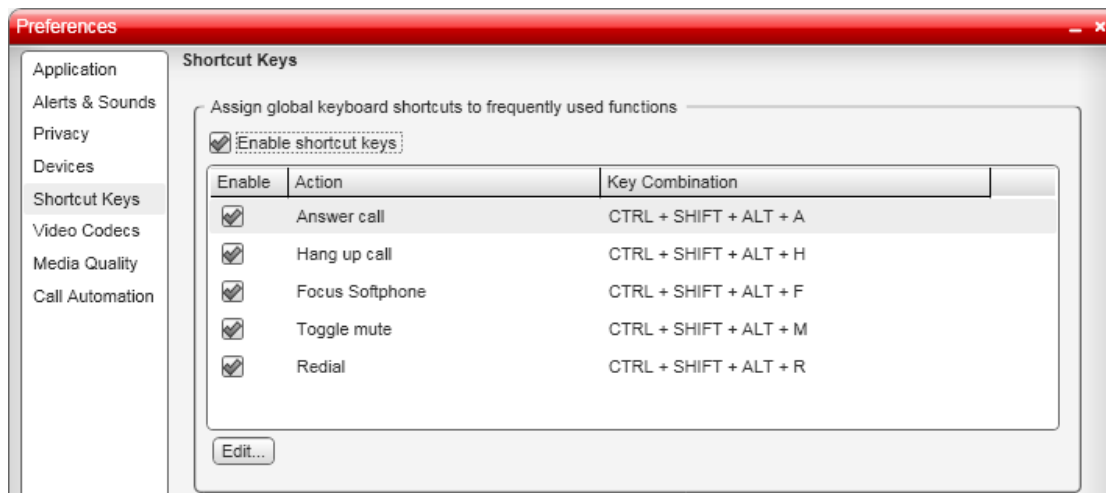 Preferences
Application
Alerts & Sounds
Privacy
Devices
Shortcut Keys
Video Codecs
Media Quality
Call Automation
Shortcut Keys
Assign global keyboard shortcuts to frequently used functions
Enable shortcut keys
Enable Action Key Combination
Answer call CTRL + SHIFT + ALT + A
Hang up call CTRL + SHIFT + ALT + H
Focus Softphone CTRL + SHIFT + ALT + F
Toggle mute CTRL + SHIFT + ALT + M
Redial CTRL + SHIFT + ALT + R
Edit...